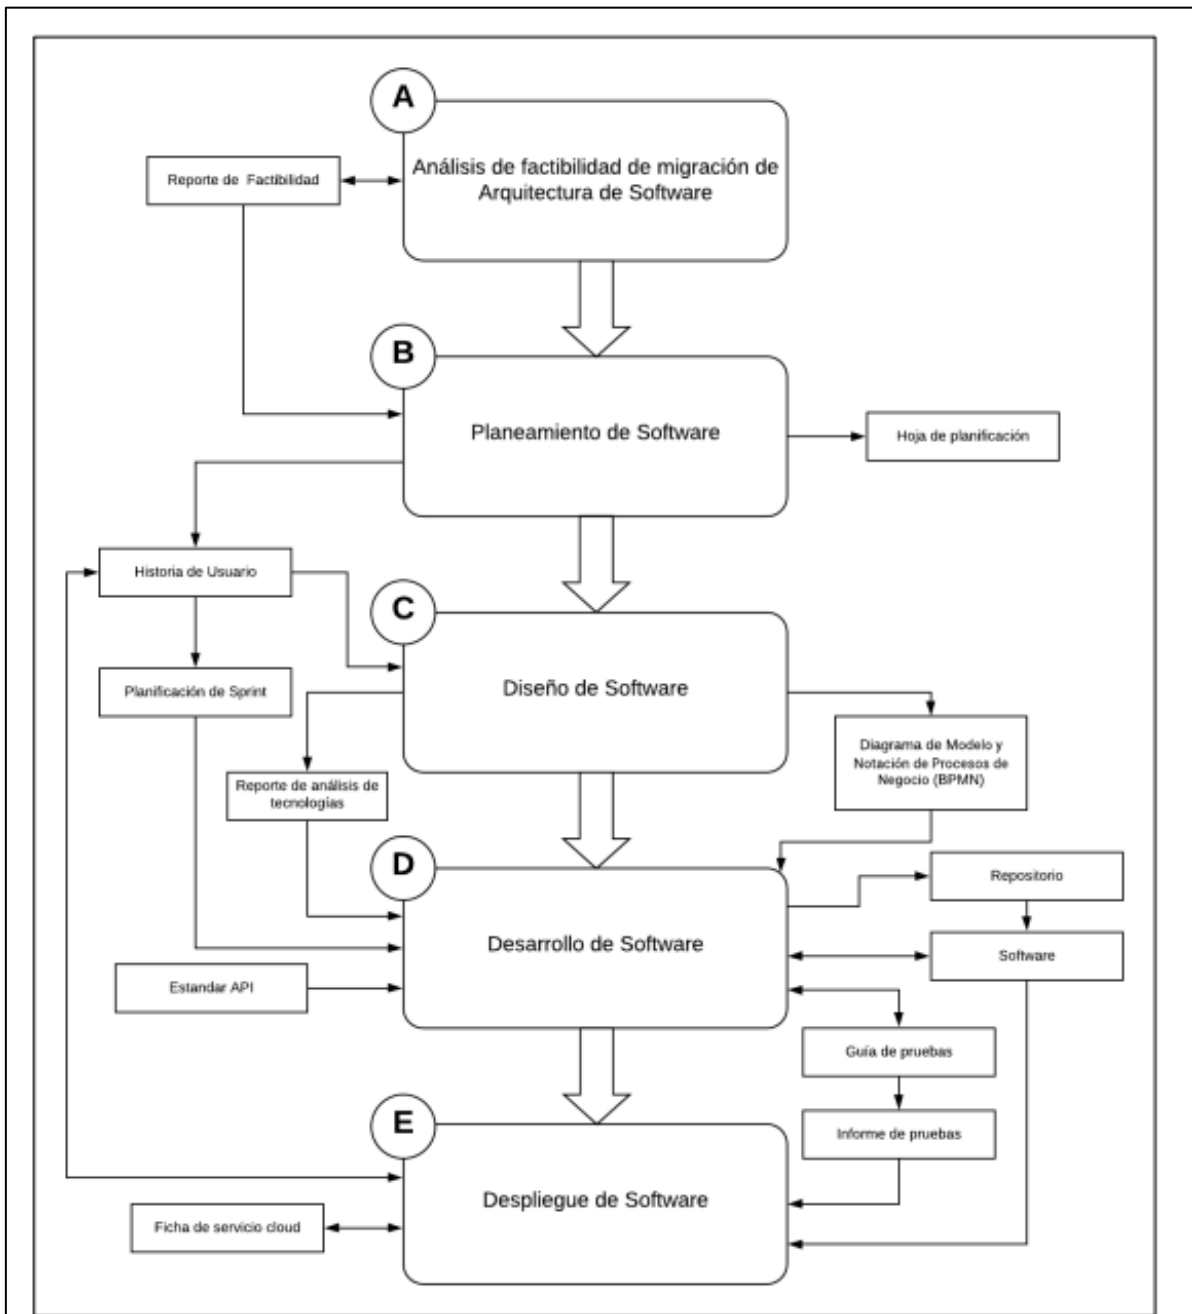 A
Análisis de factibilidad de migración de
Arquitectura de Software
Reporte de Factibilidad
B
Planeamiento de Software
Hoja de planificación
Historia de Usuario
C
Planificación de Sprint
Diseño de Software
Diagrama de Modelo y
Notación de Procesos de
Negocio (BPMN)
Reporte de análisis de
tecnologías
D
Repositorio
Desarrollo de Software
Software
Estandar API
Guía de pruebas
E
Informe de pruebas
Despliegue de Software
Ficha de servicio cloud